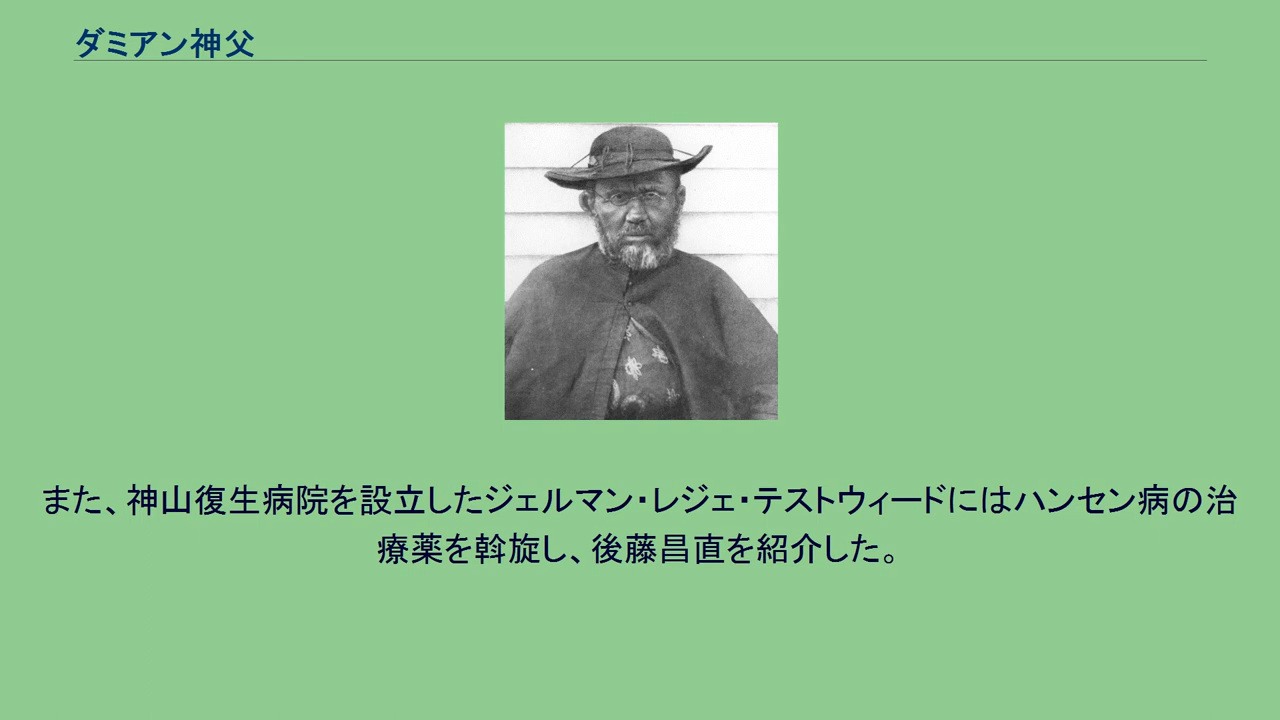 ダミアン神父
また、神山復生病院を設立したジェルマン・レジェ・テストウィードにはハンセン病の治
療薬を斡旋し、後藤昌直を紹介した。